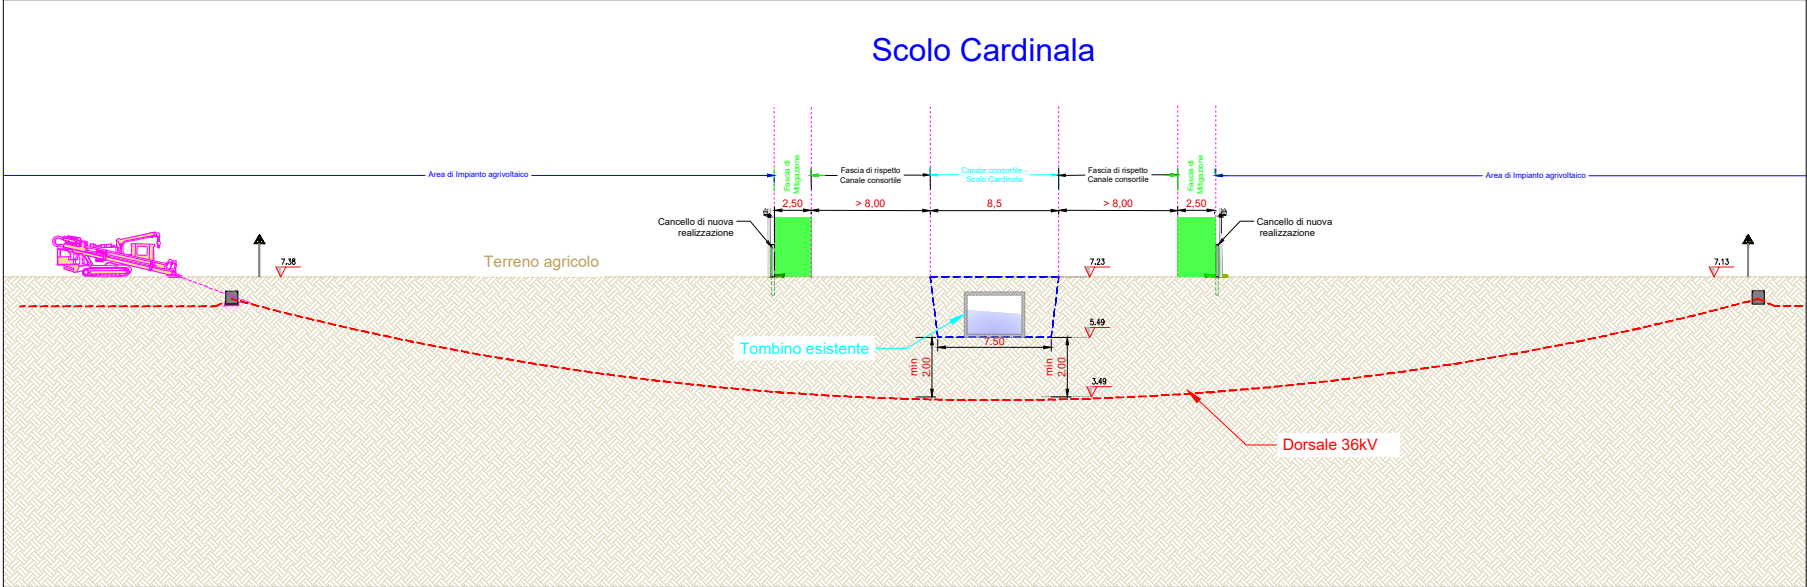 Scolo Cardinala
Area di Impianto agrivoltaico
Fascia di
Mitigazione
Fascia di rispetto
Canale consortile
Canale consortile -
Scolo Cardinala
Fascia di rispetto
Canale consortile
Fascia di
Mitigazione
Area di Impianto agrivoltaico
2,50
> 8,00
8,5
> 8,00
2,50
Cancello di nuova
realizzazione
Cancello di nuova
realizzazione
Terreno agricolo
7.38
7.23
7.13
5.49
Tombino esistente
7.50
min
2,00
min
2,00
3.49
Dorsale 36kV